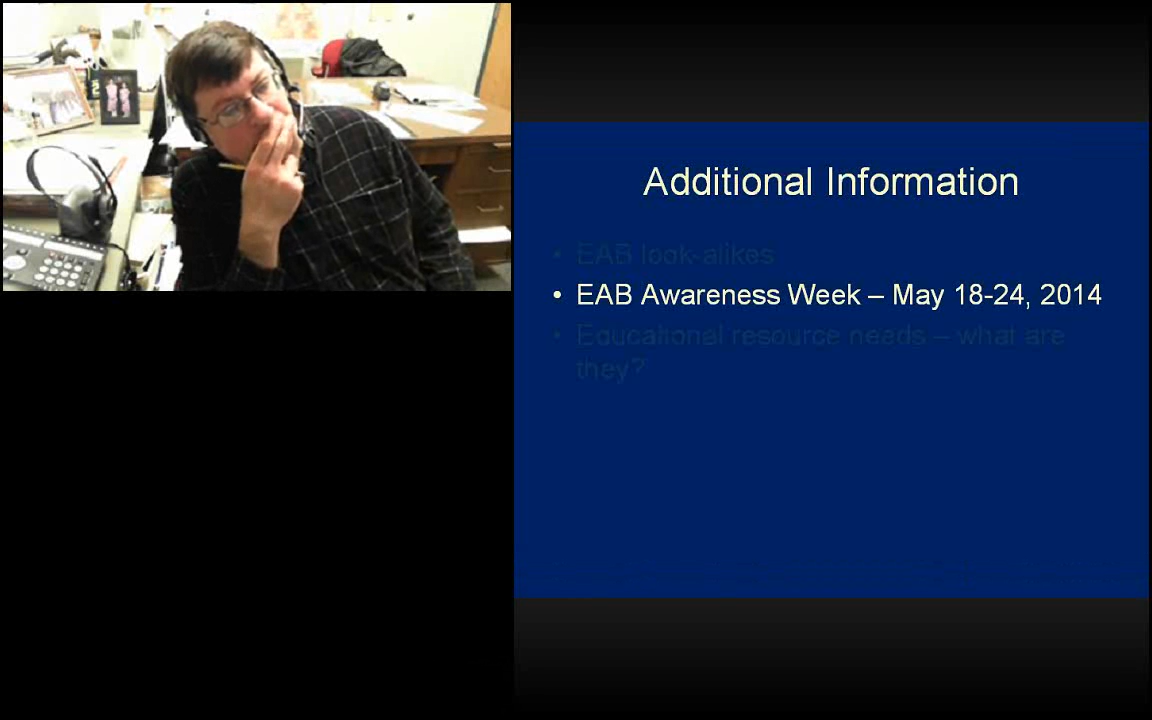 Additional Information
• EAB look-alikes
• EAB Awareness Week – May 18-24, 2014
• Educational resource needs – what are
they?